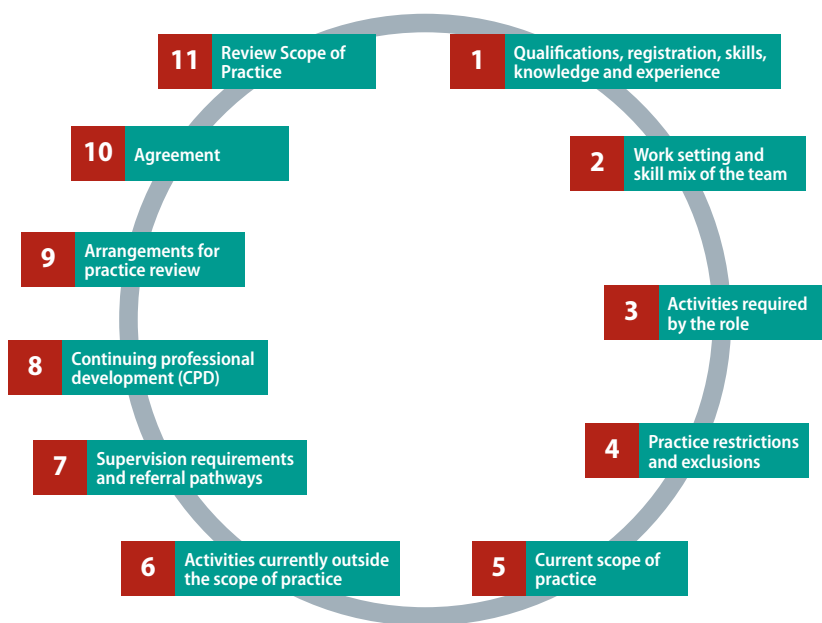 11
Review Scope of
Practice
1
Qualifications, registration, skills,
knowledge and experience
10
Agreement
2
Work setting and
skill mix of the team
9
Arrangements for
practice review
3
Activities required
by the role
8
Continuing professional
development (CPD)
4
Practice restrictions
and exclusions
7
Supervision requirements
and referral pathways
6
Activities currently outside
the scope of practice
5
Current scope of
practice